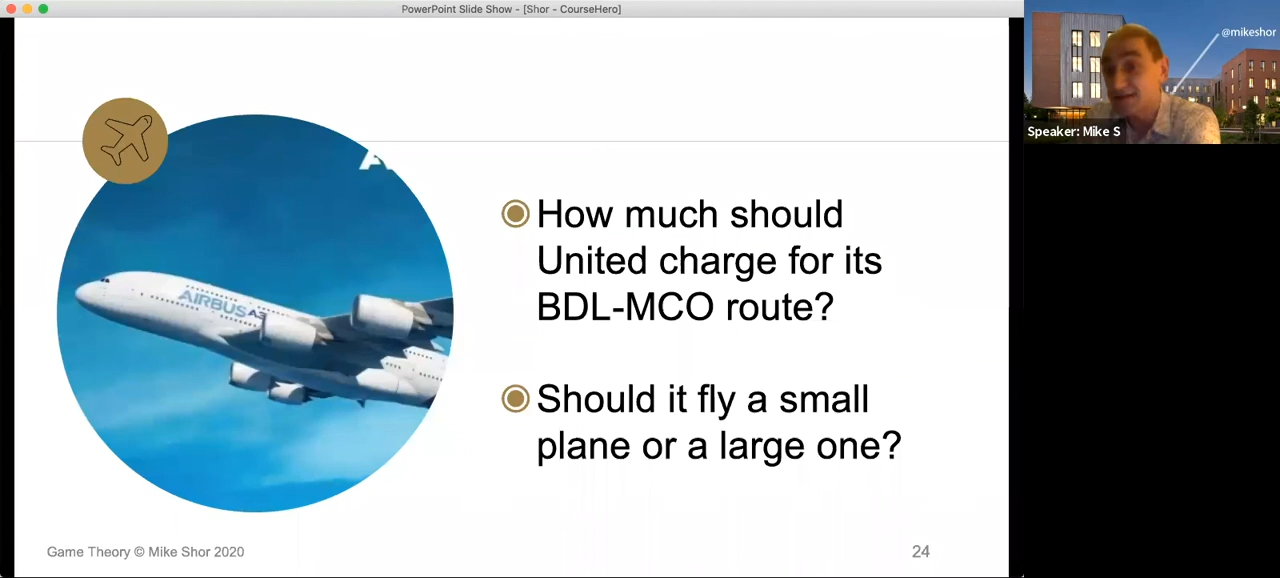 PowerPoint Slide Show - [Shor - CourseHero]
@mikeshor
Speaker: Mike S
How much should
United charge for its
BDL-MCO route?
Should it fly a small
plane or a large one?
AIRBUS A3
A
Game Theory © Mike Shor 2020
24